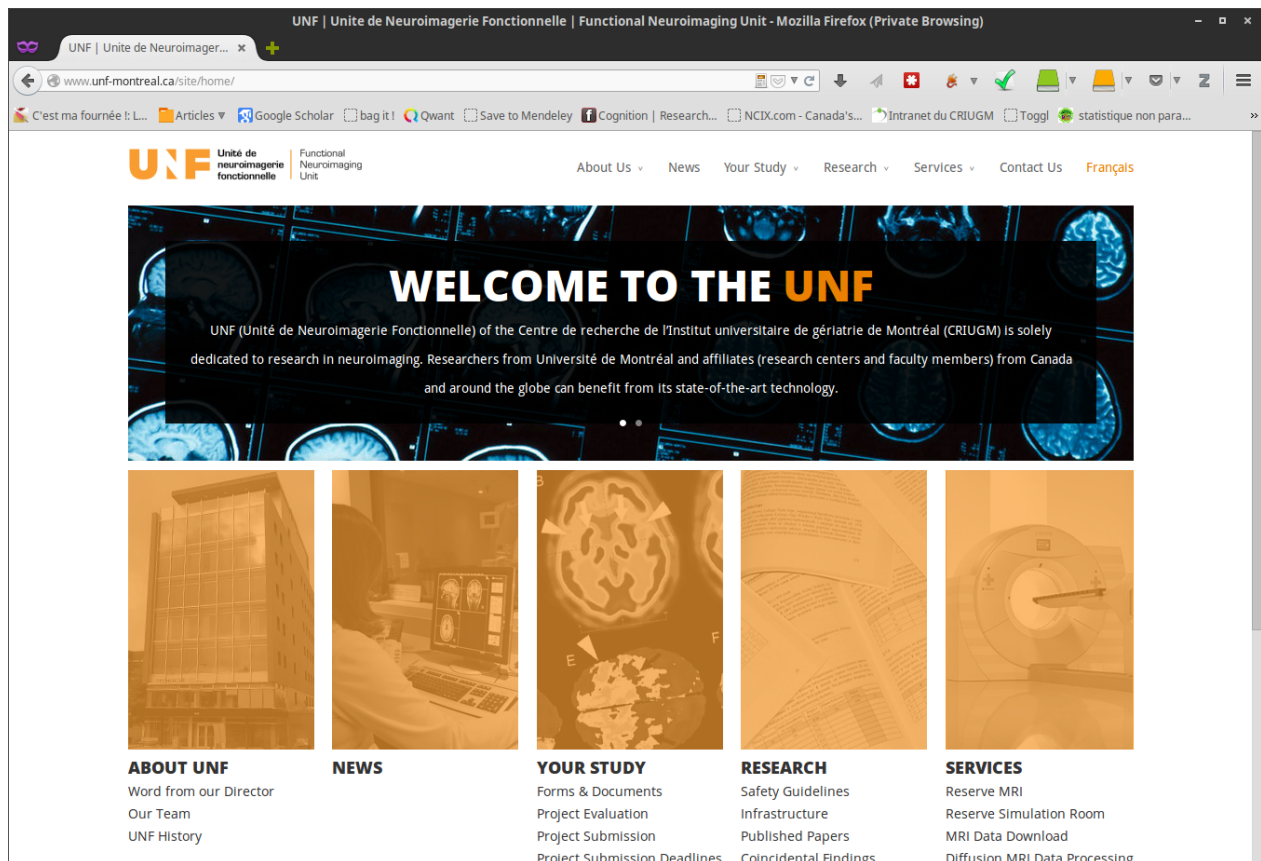 UNF | Unite de Neuroimagerie Fonctionnelle | Functional Neuroimaging Unit - Mozilla Firefox (Private Browsing)
UNF | Unite de Neuroimager...
www.unf-montreal.ca/site/home/
C'est ma fournée !: L... Articles Google Scholar bag it ! Qwant Save to Mendeley Cognition | Research... NCIX.com - Canada's... Intranet du CRIUGM Toggl statistique non para... »
UNF Unité de neuroimagerie fonctionnelle Functional Neuroimaging Unit
About Us News Your Study Research Services Contact Us Français
WELCOME TO THE UNF
UNF (Unité de Neuroimagerie Fonctionnelle) of the Centre de recherche de l'Institut universitaire de gériatrie de Montréal (CRIUGM) is solely
dedicated to research in neuroimaging. Researchers from Université de Montréal and affiliates (research centers and faculty members) from Canada
and around the globe can benefit from its state-of-the-art technology.
B
E
F
ABOUT UNF
Word from our Director
Our Team
UNF History
NEWS
YOUR STUDY
Forms & Documents
Project Evaluation
Project Submission
Project Submission Deadlines
RESEARCH
Safety Guidelines
Infrastructure
Published Papers
Coincidental Findings
SERVICES
Reserve MRI
Reserve Simulation Room
MRI Data Download
Diffusion MRI Data Processing